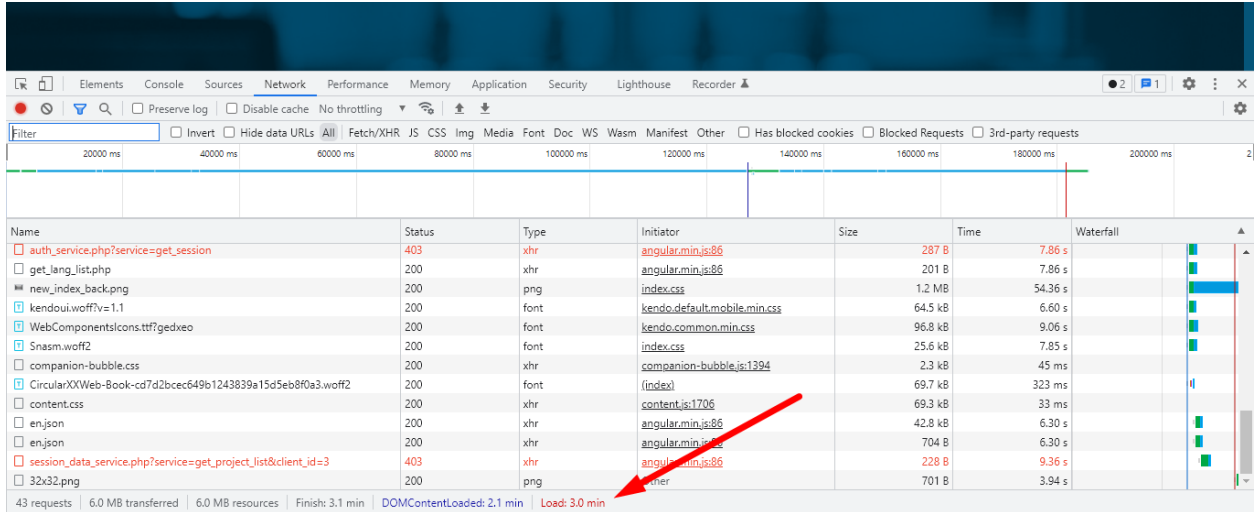 Elements Console Sources Network Performance Memory Application Security Lighthouse Recorder 2 1
Preserve log Disable cache No throttling
Filter Invert Hide data URLs All Fetch/XHR JS CSS Img Media Font Doc WS Wasm Manifest Other Has blocked cookies Blocked Requests 3rd-party requests
20000 ms 40000 ms 60000 ms 80000 ms 100000 ms 120000 ms 140000 ms 160000 ms 180000 ms 200000 ms 2
Name Status Type Initiator Size Time Waterfall
auth_service.php?service=get_session 403 xhr angular.min.js:86 287 B 7.86 s
get_lang_list.php 200 xhr angular.min.js:86 201 B 7.86 s
new_index_back.png 200 png index.css 1.2 MB 54.36 s
kendoui.woff?v=1.1 200 font kendo.default.mobile.min.css 64.5 kB 6.60 s
WebComponentsIcons.ttf?gedxeo 200 font kendo.common.min.css 96.8 kB 9.06 s
Snasm.woff2 200 font index.css 25.6 kB 7.85 s
companion-bubble.css 200 xhr companion-bubble.js:1394 2.3 kB 45 ms
CircularXXWeb-Book-cd7d2bcec649b1243839a15d5eb8f0a3.woff2 200 font (index) 69.7 kB 323 ms
content.css 200 xhr content.js:1706 69.3 kB 33 ms
en.json 200 xhr angular.min.js:86 42.8 kB 6.30 s
en.json 200 xhr angular.min.js:86 704 B 6.30 s
session_data_service.php?service=get_project_list&client_id=3 403 xhr angular.min.js:86 228 B 9.36 s
32x32.png 200 png Other 701 B 3.94 s
43 requests 6.0 MB transferred 6.0 MB resources Finish: 3.1 min DOMContentLoaded: 2.1 min Load: 3.0 min